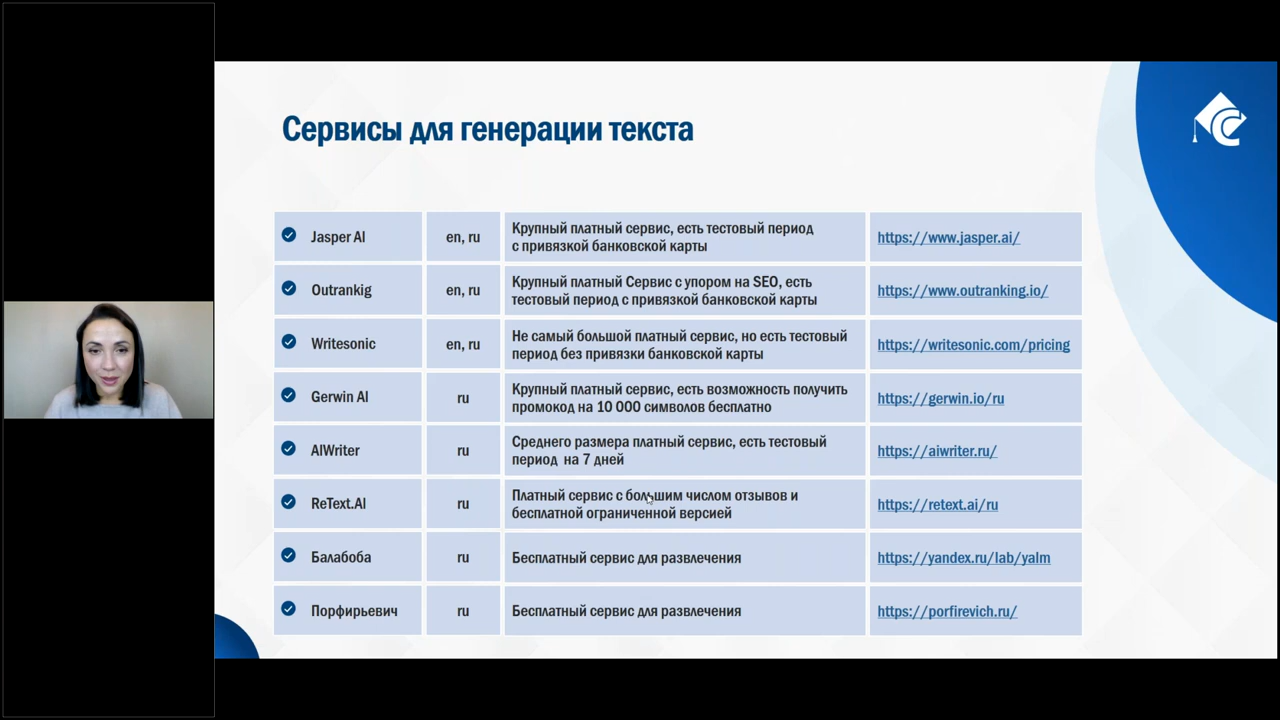 Сервисы для генерации текста
Jasper AI
en, ru
Крупный платный сервис, есть тестовый период
с привязкой банковской карты
https://www.jasper.ai/
Outrankig
en, ru
Крупный платный Сервис с упором на SEO, есть
тестовый период с привязкой банковской карты
https://www.outranking.io/
Writesonic
en, ru
Не самый большой платный сервис, но есть тестовый
период без привязки банковской карты
https://writesonic.com/pricing
Gerwin AI
ru
Крупный платный сервис, есть возможность получить
промокод на 10 000 символов бесплатно
https://gerwin.io/ru
AIWriter
ru
Среднего размера платный сервис, есть тестовый
период на 7 дней
https://aiwriter.ru/
ReText.AI
ru
Платный сервис с большим числом отзывов и
бесплатной ограниченной версией
https://retext.ai/ru
Балабоба
ru
Бесплатный сервис для развлечения
https://yandex.ru/lab/yalm
Порфирьевич
ru
Бесплатный сервис для развлечения
https://porfirevich.ru/